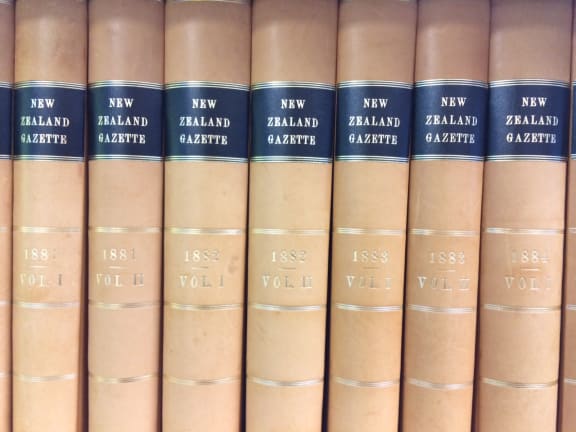 NEW
ZEALAND
GAZETTE
1881
VOL. I
NEW
ZEALAND
GAZETTE
1881
VOL. II
NEW
ZEALAND
GAZETTE
1882
VOL. I
NEW
ZEALAND
GAZETTE
1882
VOL. II
NEW
ZEALAND
GAZETTE
1883
VOL. I
NEW
ZEALAND
GAZETTE
1883
VOL. II
NEW
ZEALAND
GAZETTE
1884
VOL. I